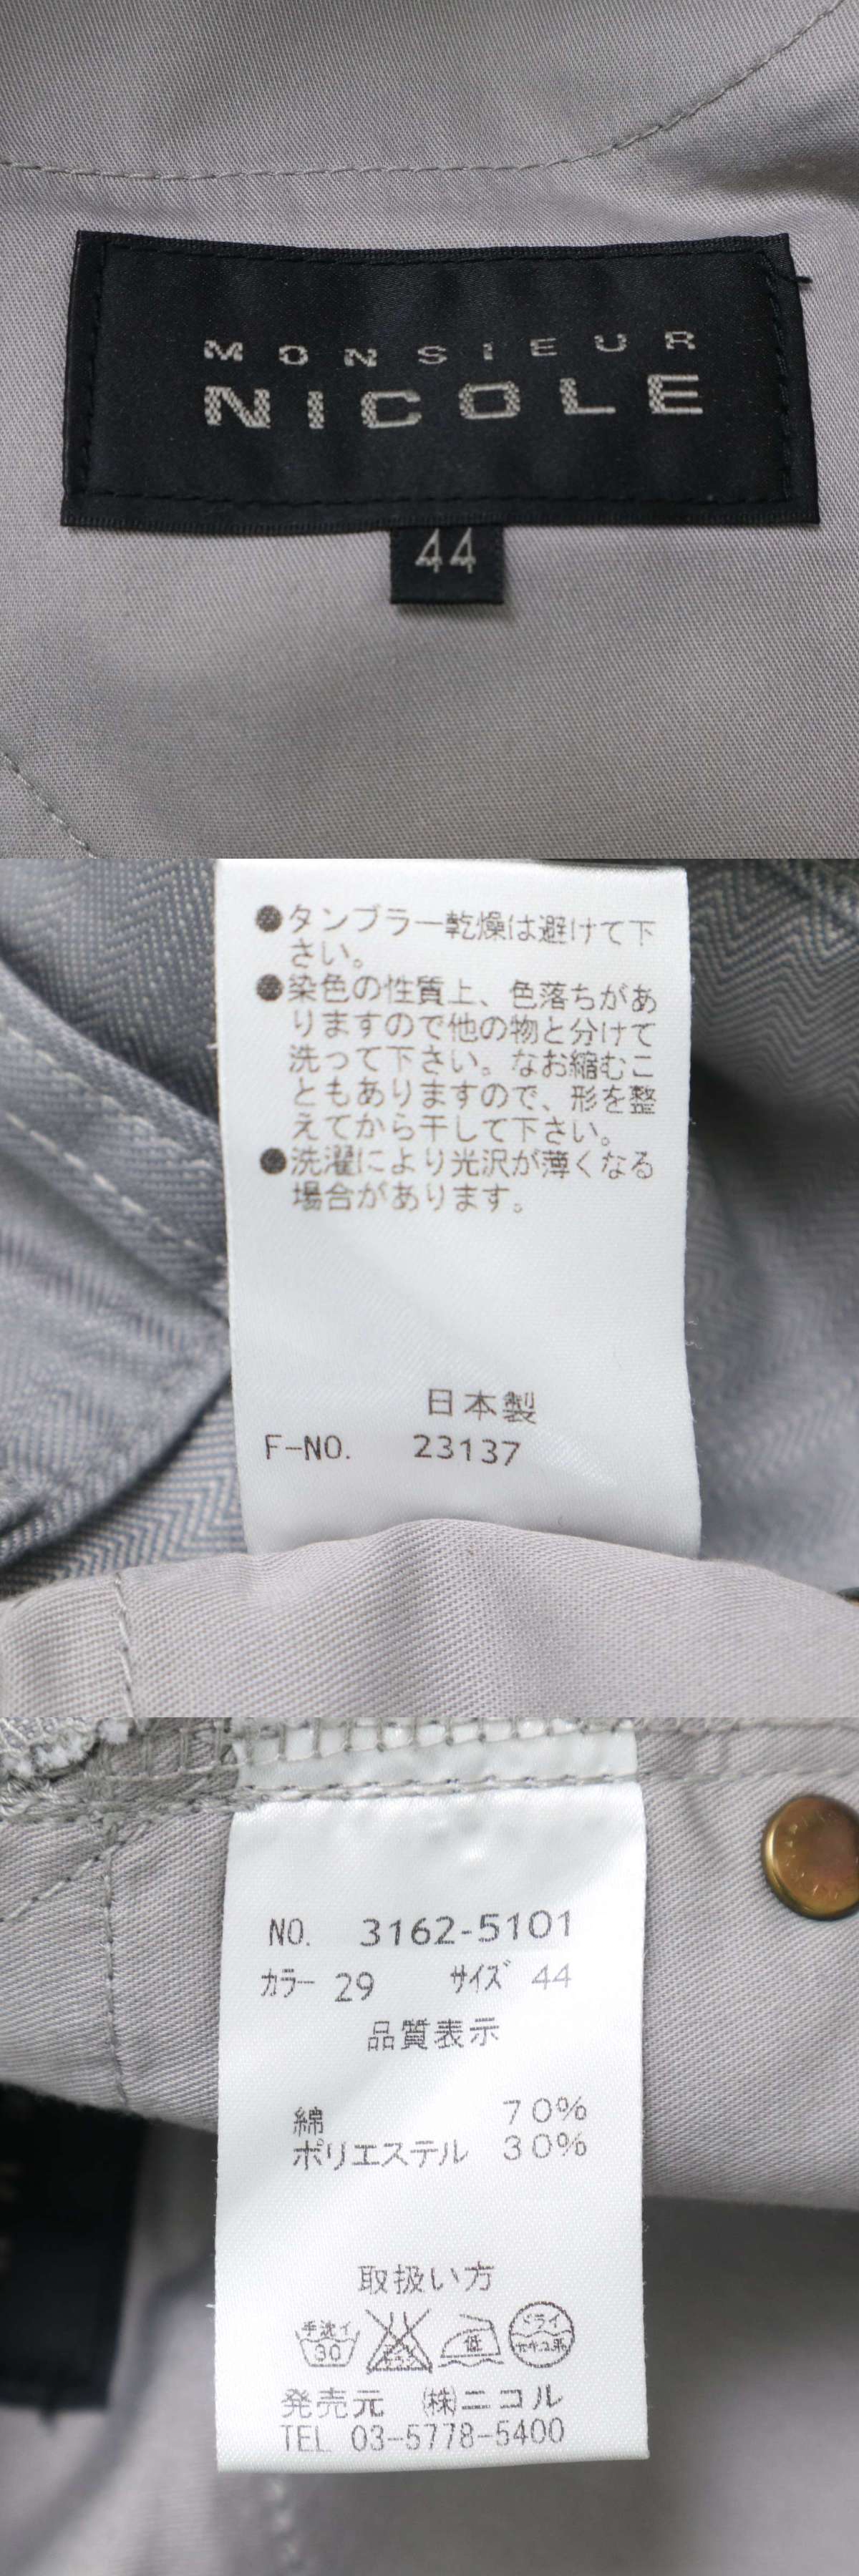 MONSIEUR
NICOLE
44
●タンブラー乾燥は避けて下
さい。
●染色の性質上、色落ちがあ
りますので他の物と分けて
洗って下さい。なお縮むこ
ともありますので、形を整
えてから干して下さい。
●洗濯により光沢が薄くなる
場合があります。
日本製
F-NO. 23137
NO. 3162-5101
カラー 29 サイズ 44
品質表示
綿 70%
ポリエステル 30%
取扱い方
手洗イ 30 低 ドライ セキユ系
発売元 ㈱ニコル
TEL 03-5778-5400